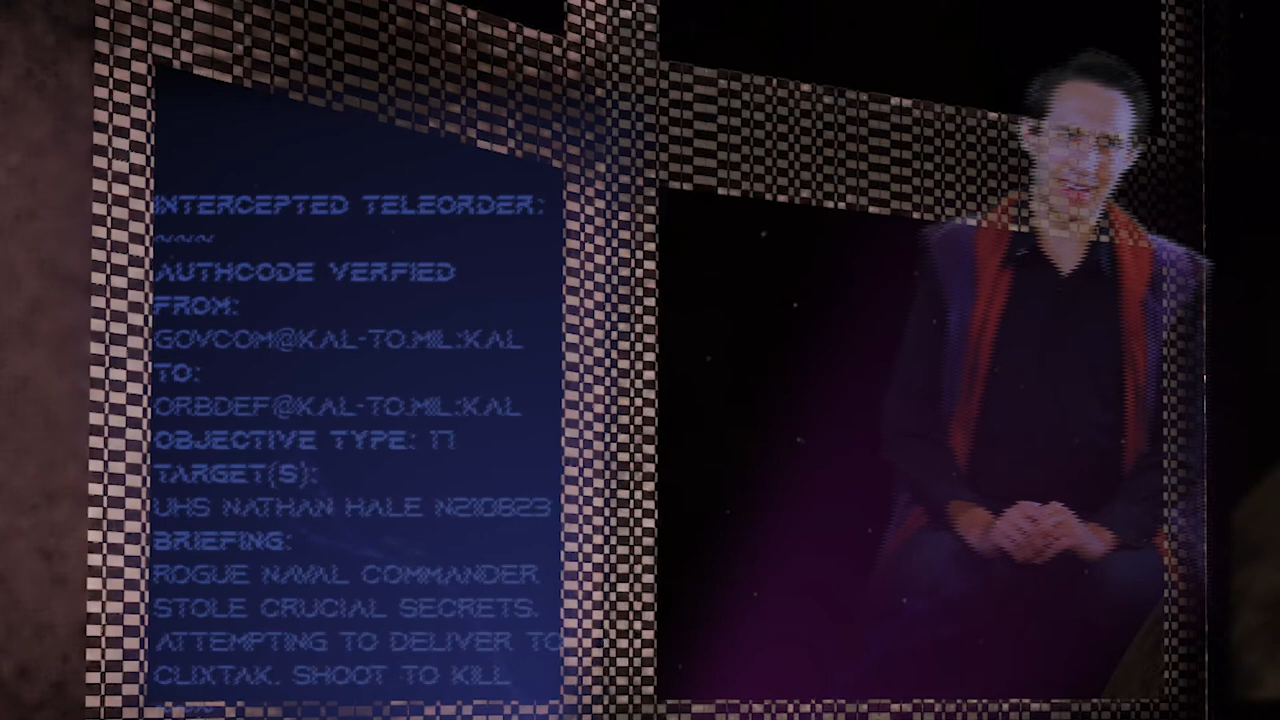 INTERCEPTED TELEORDER:
~~~
AUTHCODE VERFIED
FROM:
GOVCOM@KAL-TO.MIL:KAL
TO:
ORBDEF@KAL-TO.MIL:KAL
OBJECTIVE TYPE: 17
TARGET(S):
UHS NATHAN HALE N210823
BRIEFING:
ROGUE NAVAL COMMANDER
STOLE CRUCIAL SECRETS.
ATTEMPTING TO DELIVER TO
CLIXTAK. SHOOT TO KILL
~~~